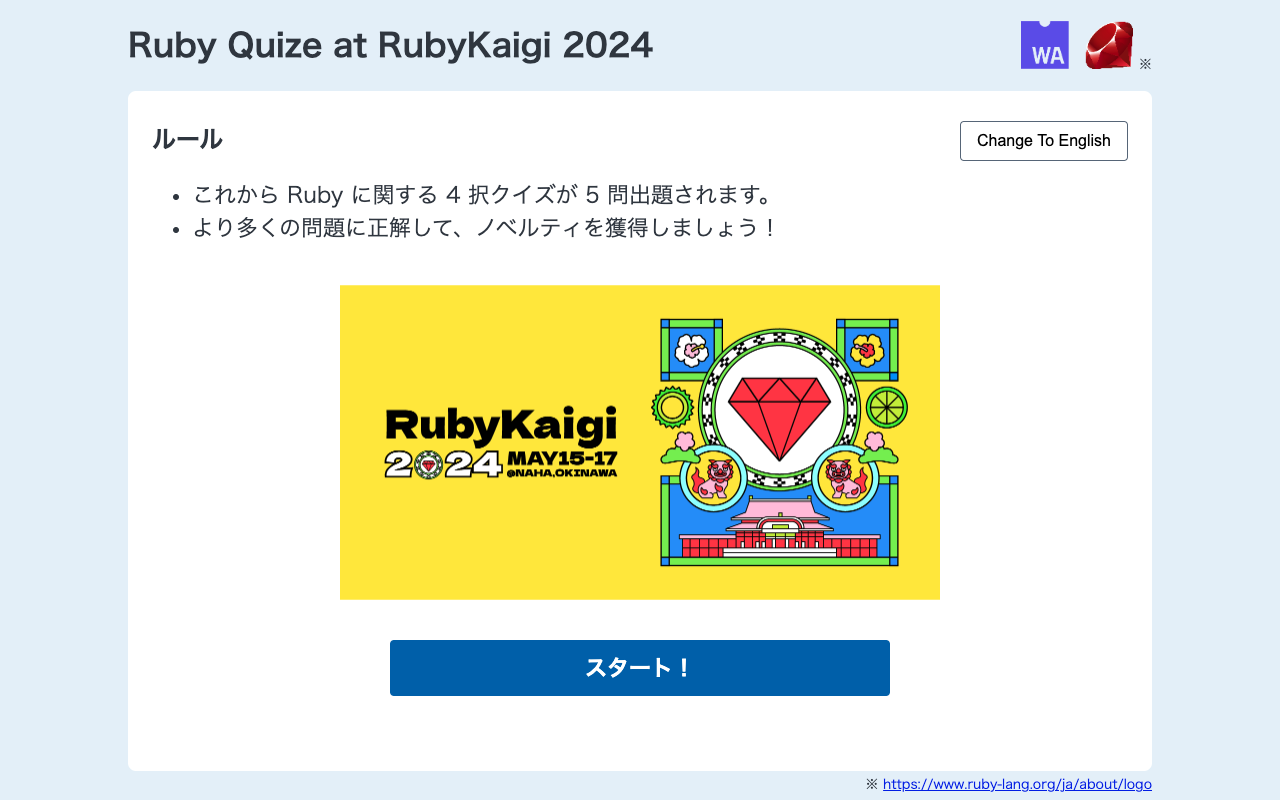 Ruby Quize at RubyKaigi 2024
WA
※
ルール
Change To English
• これから Ruby に関する 4 択クイズが 5 問出題されます。
• より多くの問題に正解して、ノベルティを獲得しましょう！
RubyKaigi
2024 MAY15-17
@NAHA,OKINAWA
スタート！
※ https://www.ruby-lang.org/ja/about/logo